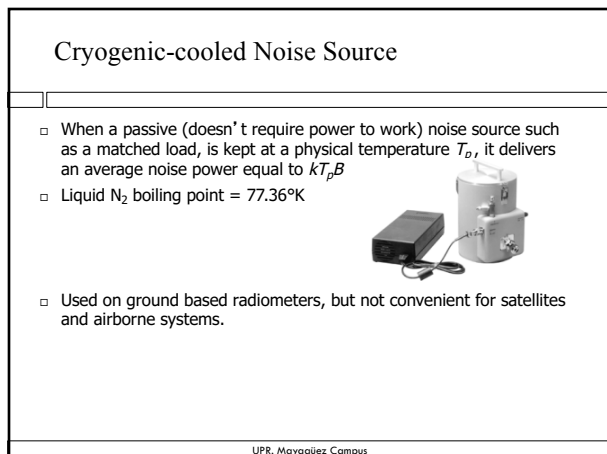 Cryogenic-cooled Noise Source
□ When a passive (doesn't require power to work) noise source such
as a matched load, is kept at a physical temperature Tp, it delivers
an average noise power equal to kTpB
□ Liquid N₂ boiling point = 77.36°K
□ Used on ground based radiometers, but not convenient for satellites
and airborne systems.
UPR, Mayagüez Campus